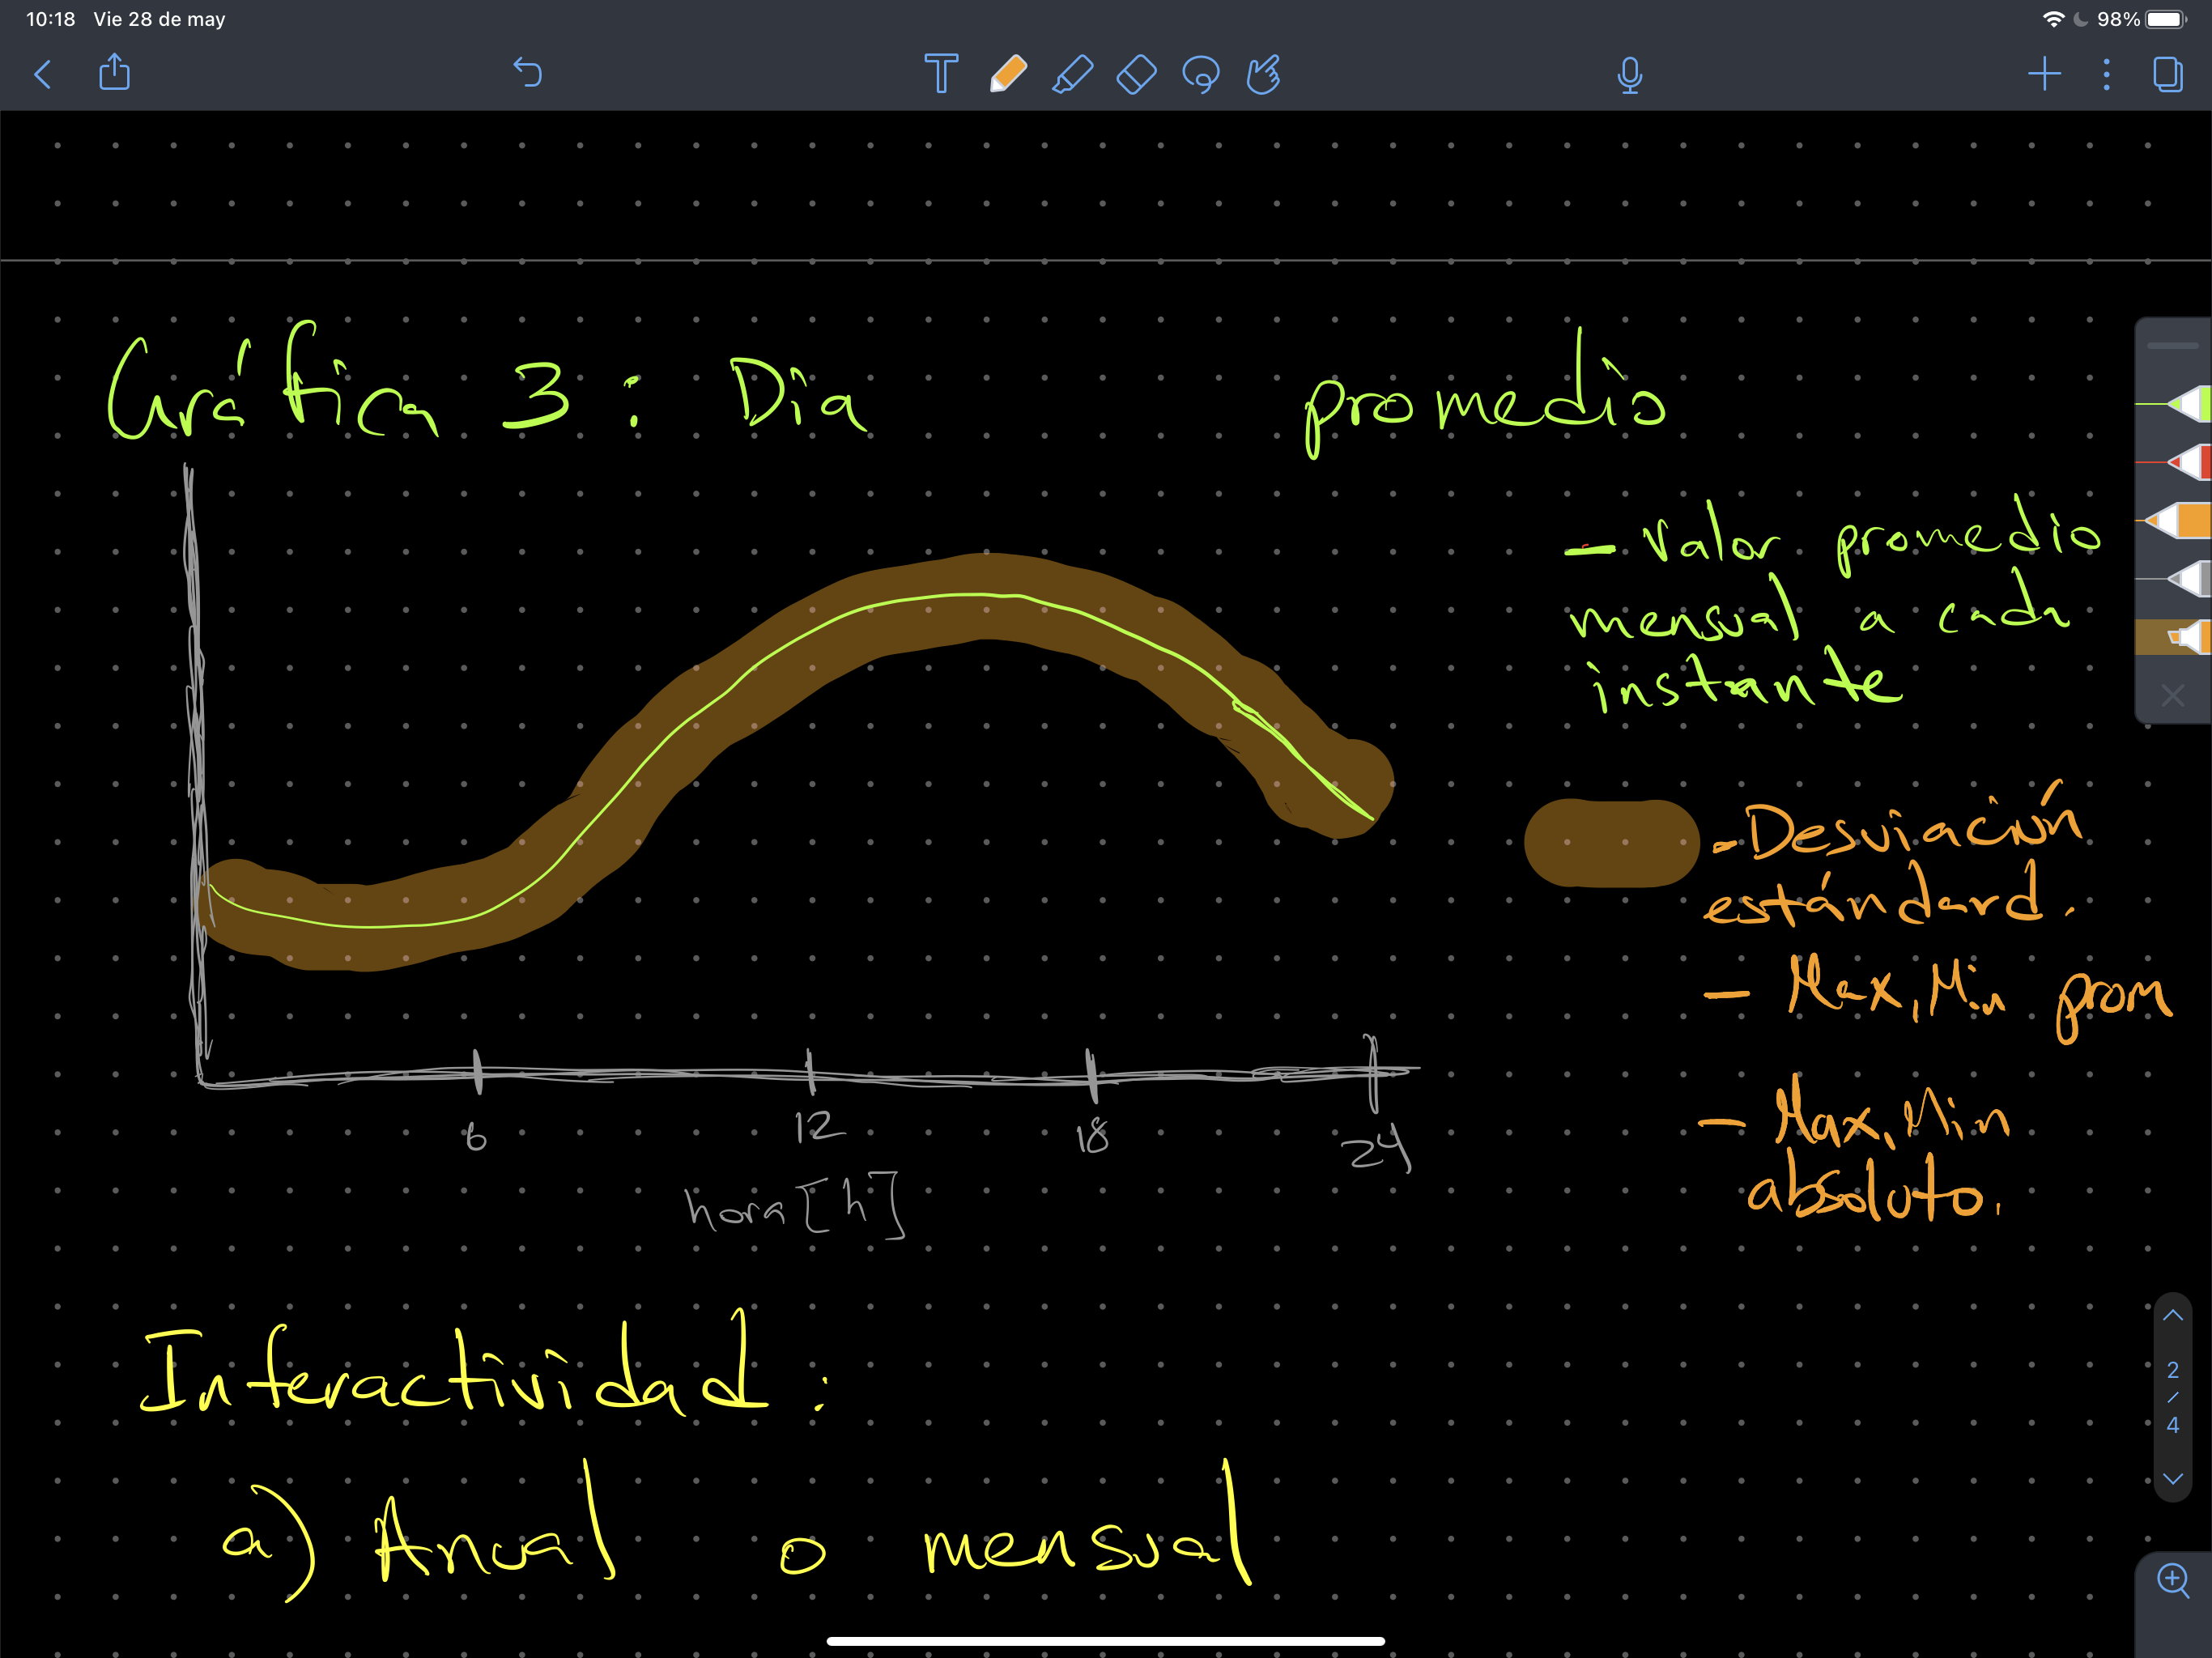 10:18 Vie 28 de may
98%
Gráfica 3: Dia promedio
- Valor promedio
mensual a cada
instante
- Desviación
estándard.
- Max, Min prom
- Max, Min
absoluto.
6 12 18 24
hora [h]
Interactividad:
a) Anual o mensual
2
/
4